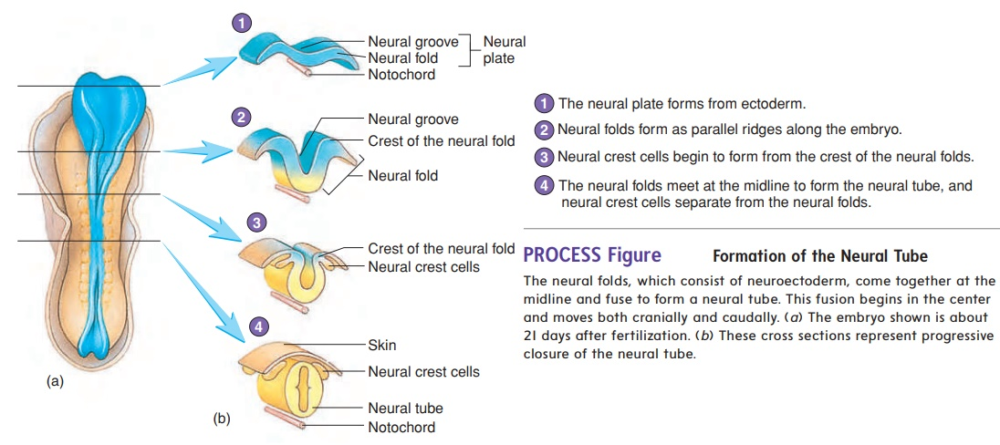 1
Neural groove
Neural fold
Neural
plate
Notochord
2
Neural groove
Crest of the neural fold
Neural fold
3
Crest of the neural fold
Neural crest cells
4
Skin
Neural crest cells
Neural tube
Notochord
(a)
(b)
1 The neural plate forms from ectoderm.
2 Neural folds form as parallel ridges along the embryo.
3 Neural crest cells begin to form from the crest of the neural folds.
4 The neural folds meet at the midline to form the neural tube, and
neural crest cells separate from the neural folds.
PROCESS Figure Formation of the Neural Tube
The neural folds, which consist of neuroectoderm, come together at the
midline and fuse to form a neural tube. This fusion begins in the center
and moves both cranially and caudally. (a) The embryo shown is about
21 days after fertilization. (b) These cross sections represent progressive
closure of the neural tube.